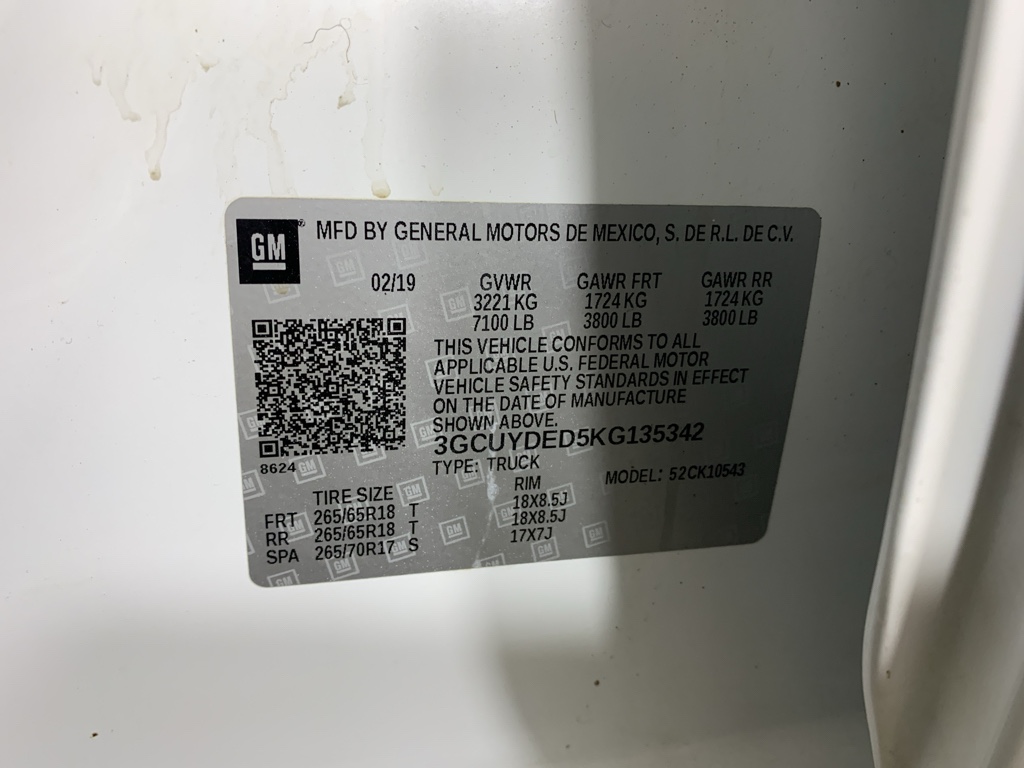 GM
MFD BY GENERAL MOTORS DE MEXICO, S. DE R.L. DE C.V.
02/19 GVWR GAWR FRT GAWR RR
3221 KG 1724 KG 1724 KG
7100 LB 3800 LB 3800 LB
THIS VEHICLE CONFORMS TO ALL
APPLICABLE U.S. FEDERAL MOTOR
VEHICLE SAFETY STANDARDS IN EFFECT
ON THE DATE OF MANUFACTURE
SHOWN ABOVE.
3GCUYDED5KG135342
8624
TYPE: TRUCK MODEL: 52CK10543
TIRE SIZE RIM
FRT 265/65R18 T 18X8.5J
RR 265/65R18 T 18X8.5J
SPA 265/70R17 S 17X7J